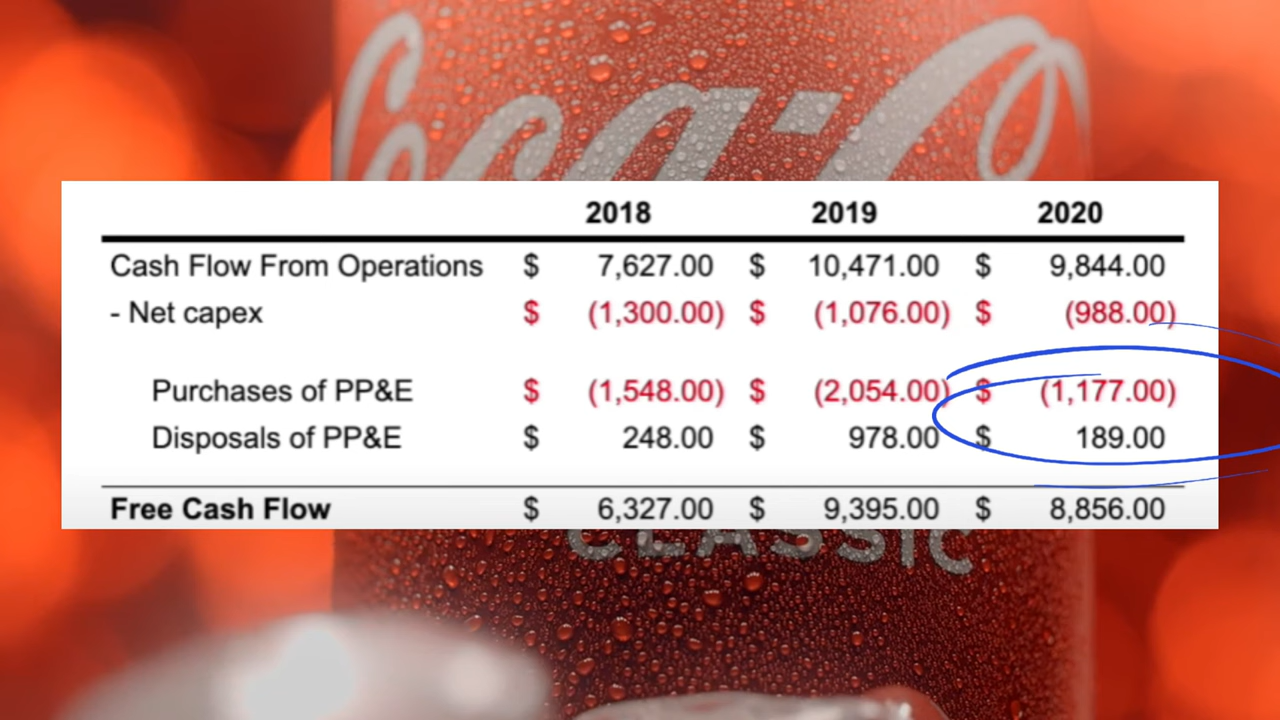 Coca-C
2018 2019 2020
Cash Flow From Operations $ 7,627.00 $ 10,471.00 $ 9,844.00
- Net capex $ (1,300.00) $ (1,076.00) $ (988.00)
Purchases of PP&E $ (1,548.00) $ (2,054.00) $ (1,177.00)
Disposals of PP&E $ 248.00 $ 978.00 $ 189.00
Free Cash Flow $ 6,327.00 $ 9,395.00 $ 8,856.00
CLASSIC